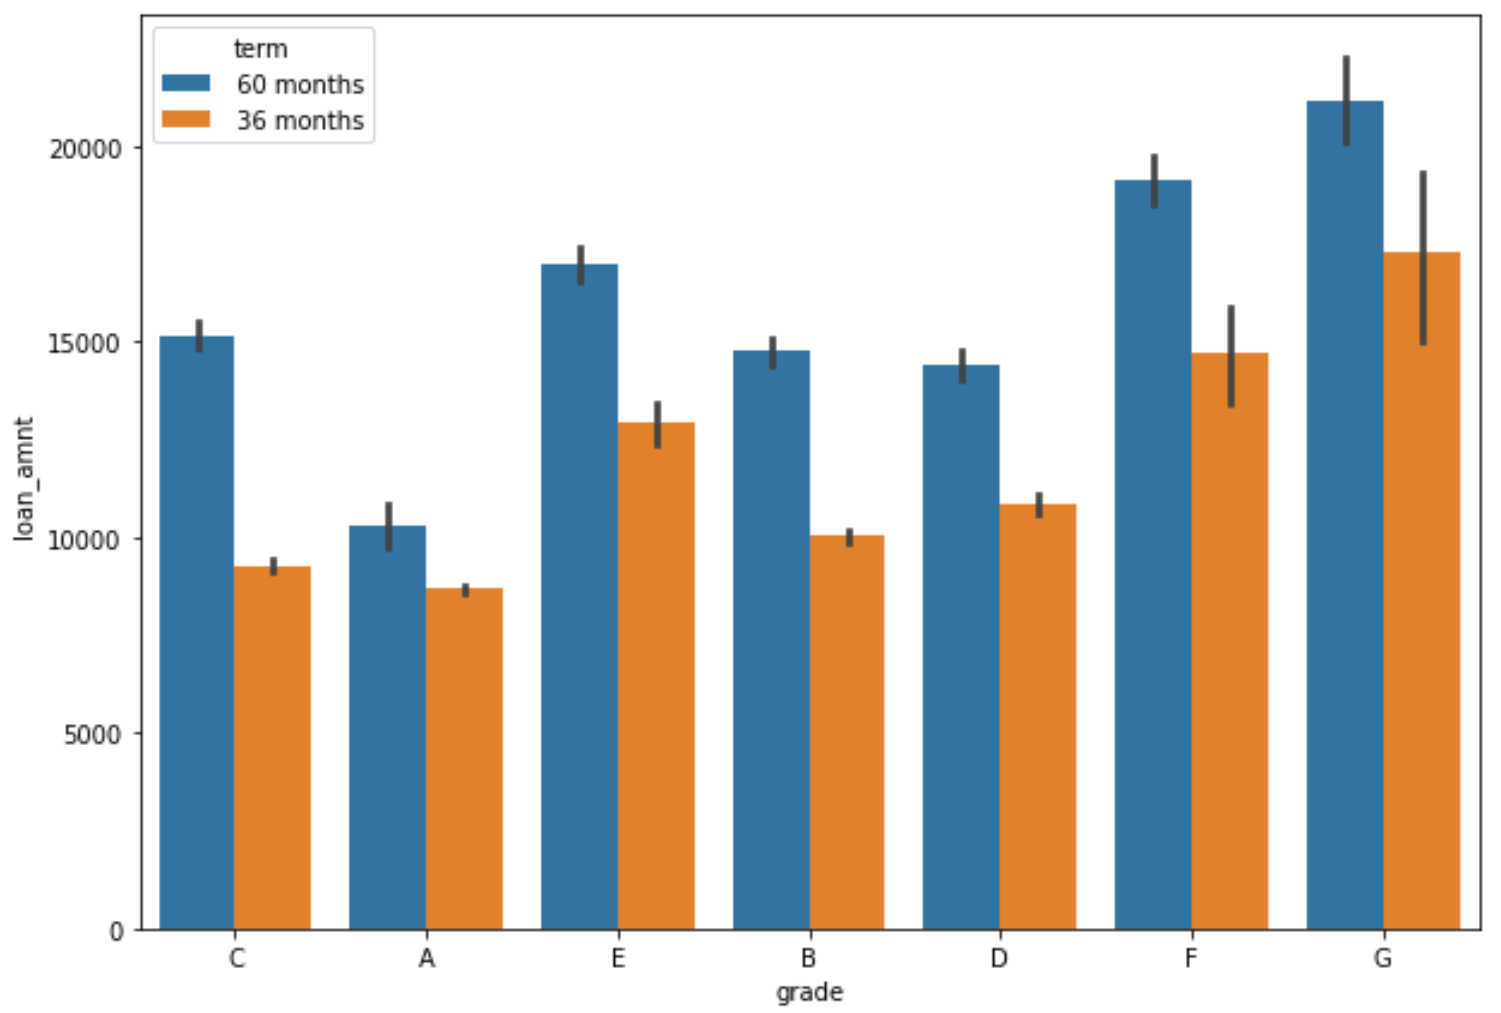 term
60 months
36 months
20000
15000
10000
5000
0
loan_amnt
C A E B D F G
grade